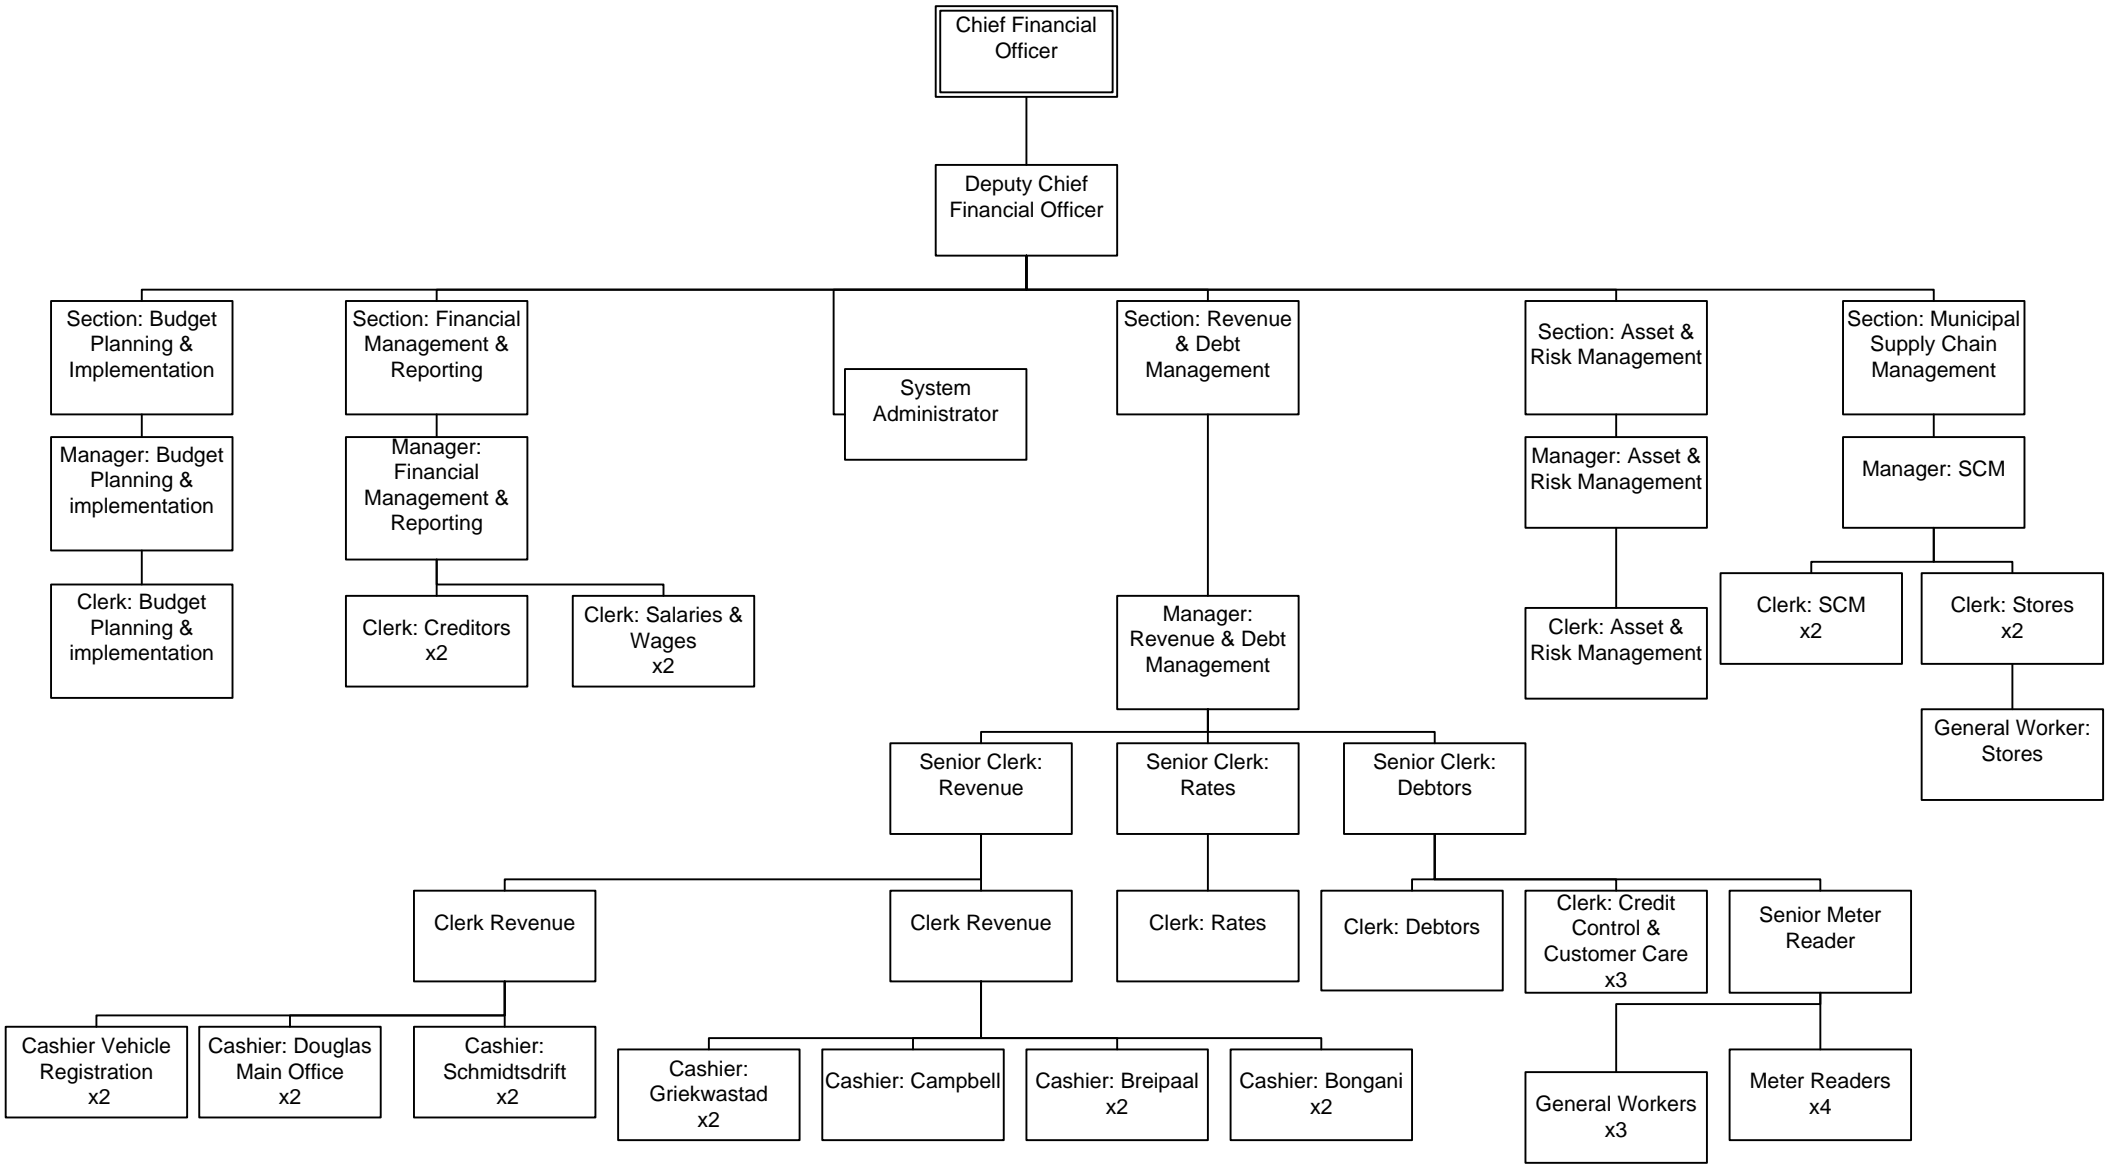 Chief Financial
Officer
Deputy Chief
Financial Officer
Section: Budget
Planning &
Implementation
Section: Financial
Management &
Reporting
System
Administrator
Section: Revenue
& Debt
Management
Section: Asset &
Risk Management
Section: Municipal
Supply Chain
Management
Manager: Budget
Planning &
implementation
Manager:
Financial
Management &
Reporting
Manager: Asset &
Risk Management
Manager: SCM
Clerk: Budget
Planning &
implementation
Clerk: Creditors
x2
Clerk: Salaries &
Wages
x2
Manager:
Revenue & Debt
Management
Clerk: Asset &
Risk Management
Clerk: SCM
x2
Clerk: Stores
x2
General Worker:
Stores
Senior Clerk:
Revenue
Senior Clerk:
Rates
Senior Clerk:
Debtors
Clerk Revenue
Clerk Revenue
Clerk: Rates
Clerk: Debtors
Clerk: Credit
Control &
Customer Care
x3
Senior Meter
Reader
Cashier Vehicle
Registration
x2
Cashier: Douglas
Main Office
x2
Cashier:
Schmidtsdrift
x2
Cashier:
Griekwastad
x2
Cashier: Campbell
Cashier: Breipaal
x2
Cashier: Bongani
x2
General Workers
x3
Meter Readers
x4